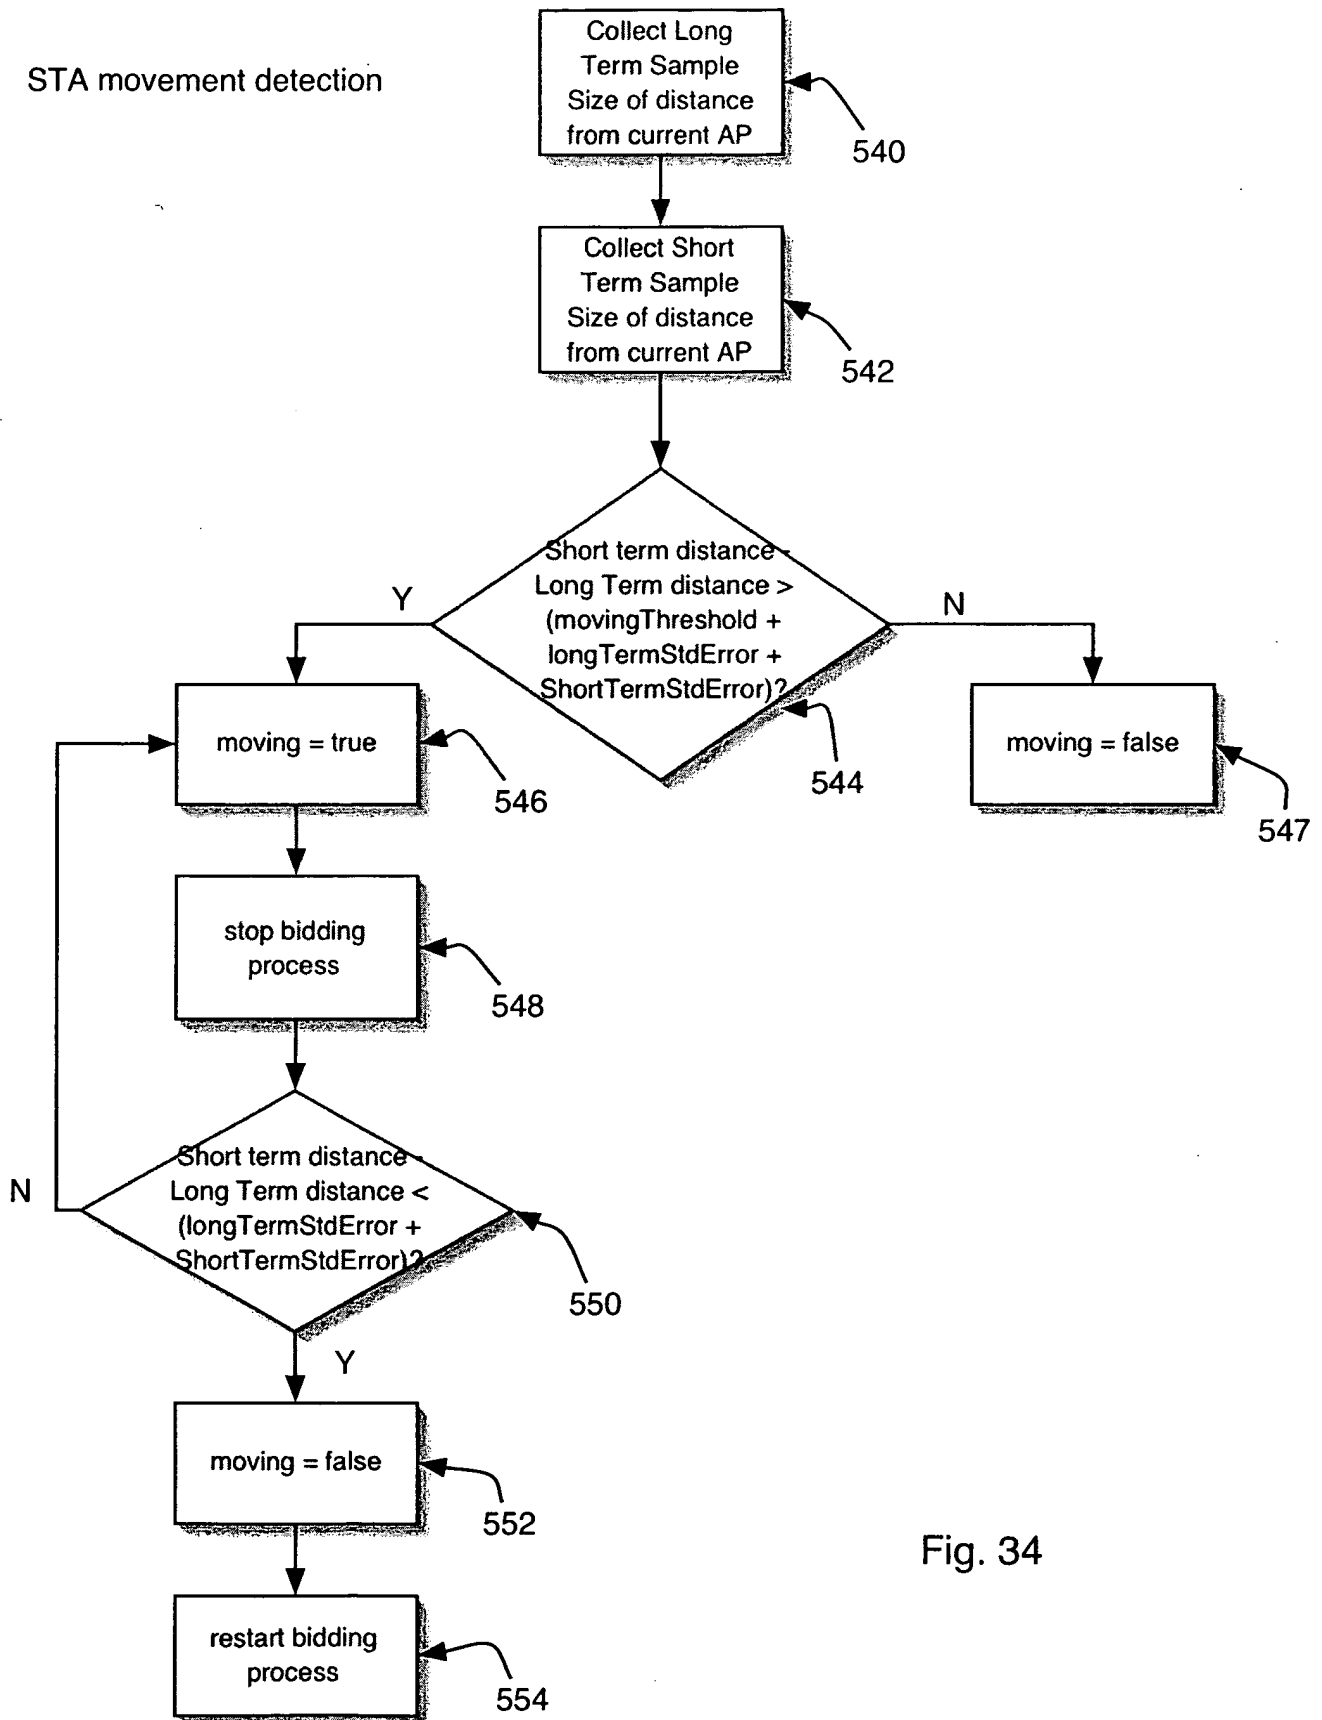 STA movement detection
Collect Long
Term Sample
Size of distance
from current AP
540
Collect Short
Term Sample
Size of distance
from current AP
542
Short term distance -
Long Term distance >
(movingThreshold +
longTermStdError +
ShortTermStdError)?
Y
N
544
moving = true
546
moving = false
547
stop bidding
process
548
Short term distance -
Long Term distance <
(longTermStdError +
ShortTermStdError)?
N
550
Y
moving = false
552
restart bidding
process
554
Fig. 34